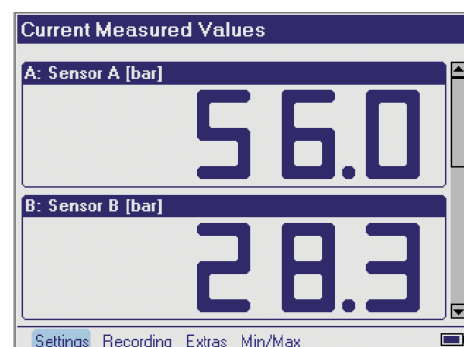 Current Measured Values
A: Sensor A [bar]
56.0
B: Sensor B [bar]
28.3
Settings Recording Extras Min/Max